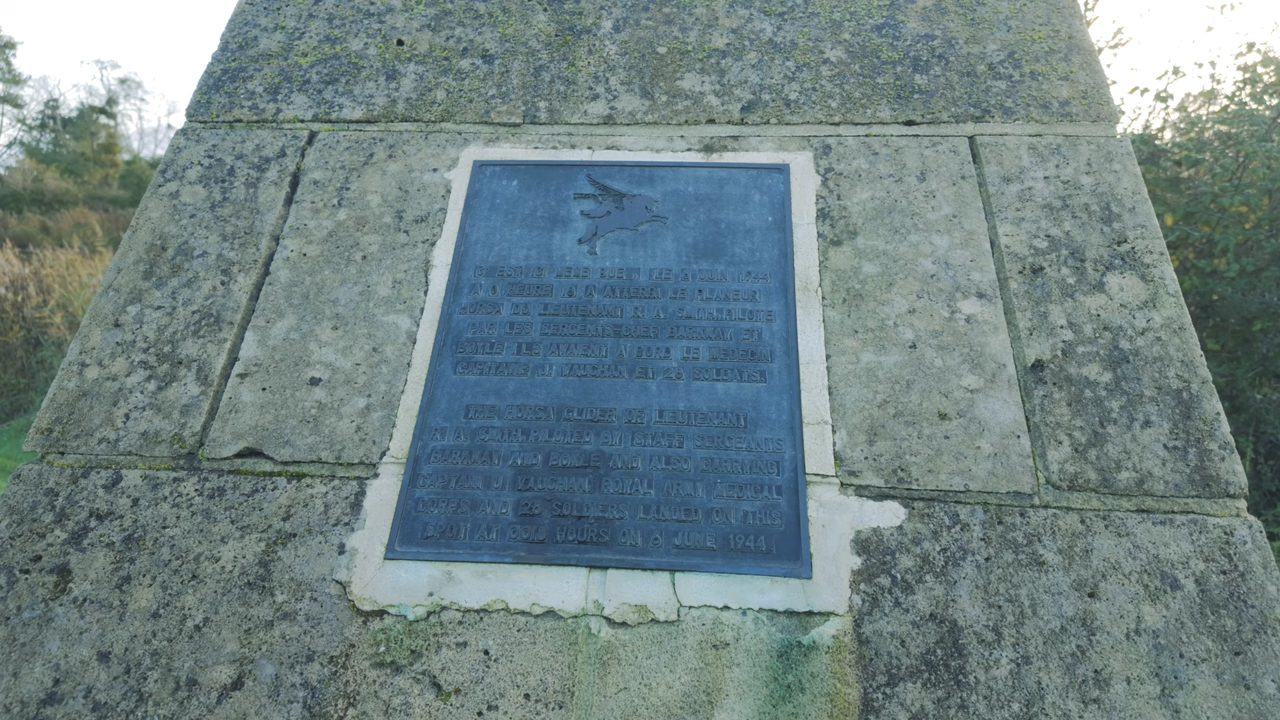 C'EST ICI QUE LE 6 JUIN 1944
A 0 HEURE 16 A ATTERRI LE PLANEUR
HORSA DU LIEUTENANT R. A. SMITH, PILOTE
PAR LES SERGENTS-CHEF BARKWAY ET
BOYLE ILS AVAIENT A BORD LE MEDECIN
CAPITAINE J. VAUGHAN ET 28 SOLDATS.
THE HORSA GLIDER OF LIEUTENANT
R. A. SMITH, PILOTED BY STAFF SERGEANTS
BARKWAY AND BOYLE AND ALSO CARRYING
CAPTAIN J. VAUGHAN ROYAL ARMY MEDICAL
CORPS AND 28 SOLDIERS LANDED ON THIS
SPOT AT HOURS ON 6 JUNE 1944.